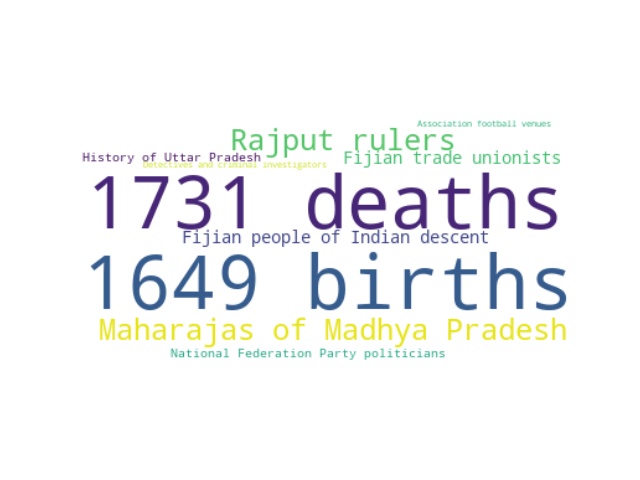 Association football venues
Rajput rulers
History of Uttar Pradesh
Fijian trade unionists
Detectives and criminal investigators
1731 deaths
Fijian people of Indian descent
1649 births
Maharajas of Madhya Pradesh
National Federation Party politicians